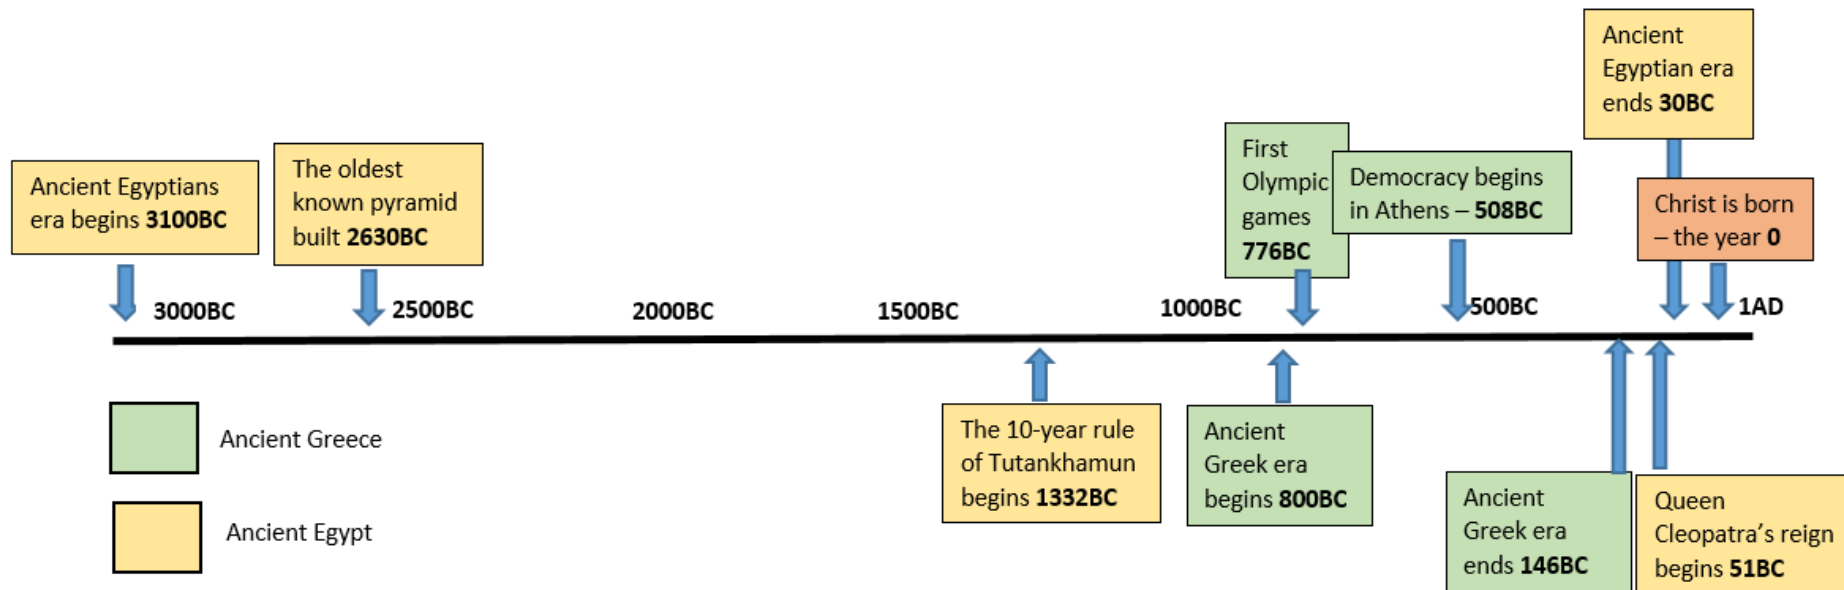 Ancient Egyptians
era begins 3100BC
The oldest
known pyramid
built 2630BC
First
Olympic
games
776BC
Democracy begins
in Athens – 508BC
Ancient
Egyptian era
ends 30BC
Christ is born
– the year 0
3000BC
2500BC
2000BC
1500BC
1000BC
500BC
1AD
The 10-year rule
of Tutankhamun
begins 1332BC
Ancient
Greek era
begins 800BC
Ancient
Greek era
ends 146BC
Queen
Cleopatra’s reign
begins 51BC
Ancient Greece
Ancient Egypt